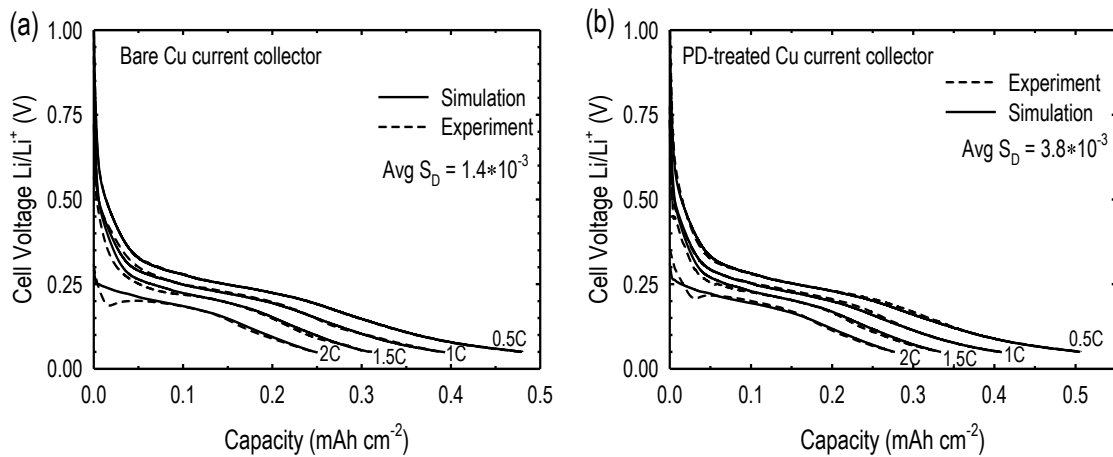 (a)
Bare Cu current collector
Simulation
Experiment
Avg S_D = 1.4*10^-3
Cell Voltage Li/Li^+ (V)
1.00
0.75
0.50
0.25
0.00
2C
1.5C
1C
0.5C
0.0 0.1 0.2 0.3 0.4 0.5
Capacity (mAh cm^-2)
(b)
PD-treated Cu current collector
Experiment
Simulation
Avg S_D = 3.8*10^-3
Cell Voltage Li/Li^+ (V)
1.00
0.75
0.50
0.25
0.00
2C
1.5C
1C
0.5C
0.0 0.1 0.2 0.3 0.4 0.5
Capacity (mAh cm^-2)